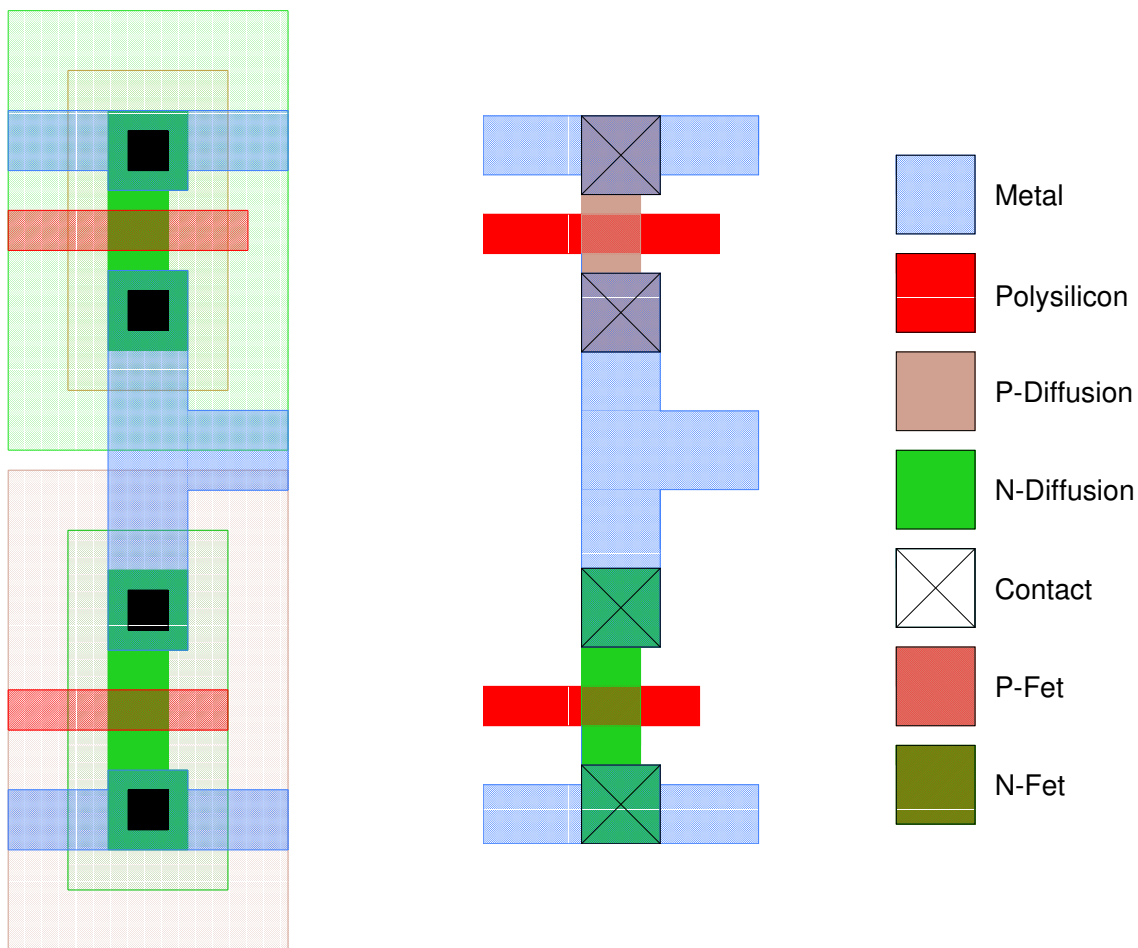 Metal
Polysilicon
P-Diffusion
N-Diffusion
Contact
P-Fet
N-Fet